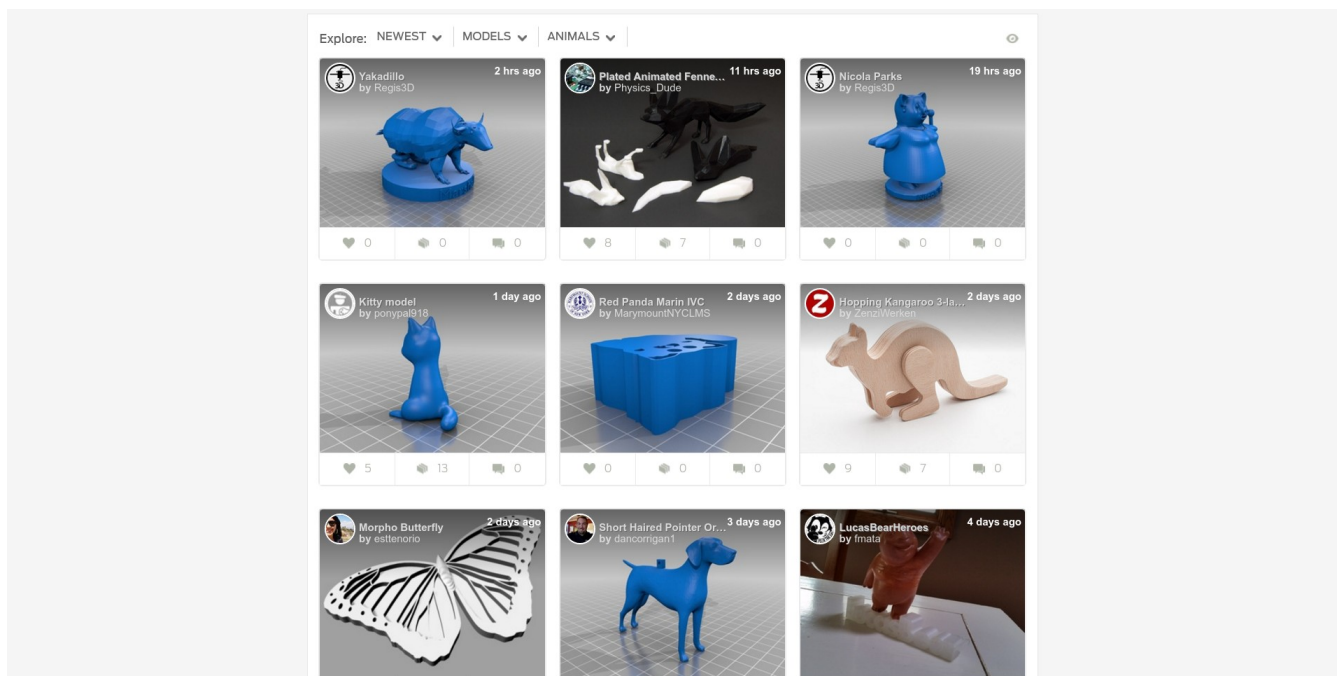 Explore: NEWEST MODELS ANIMALS
Yakadillo 2 hrs ago
by Regis3D
0 0 0
Plated Animated Fenne... 11 hrs ago
by Physics_Dude
8 7 0
Nicola Parks 19 hrs ago
by Regis3D
0 0 0
Kitty model 1 day ago
by ponypal918
5 13 0
Red Panda Marin IVC 2 days ago
by MarymountNYCLMS
0 0 0
Hopping Kangaroo 3-la... 2 days ago
by ZenziWerken
9 7 0
Morpho Butterfly 2 days ago
by esttenorio
Short Haired Pointer Or... 3 days ago
by dancorrigan1
LucasBearHeroes 4 days ago
by fmata